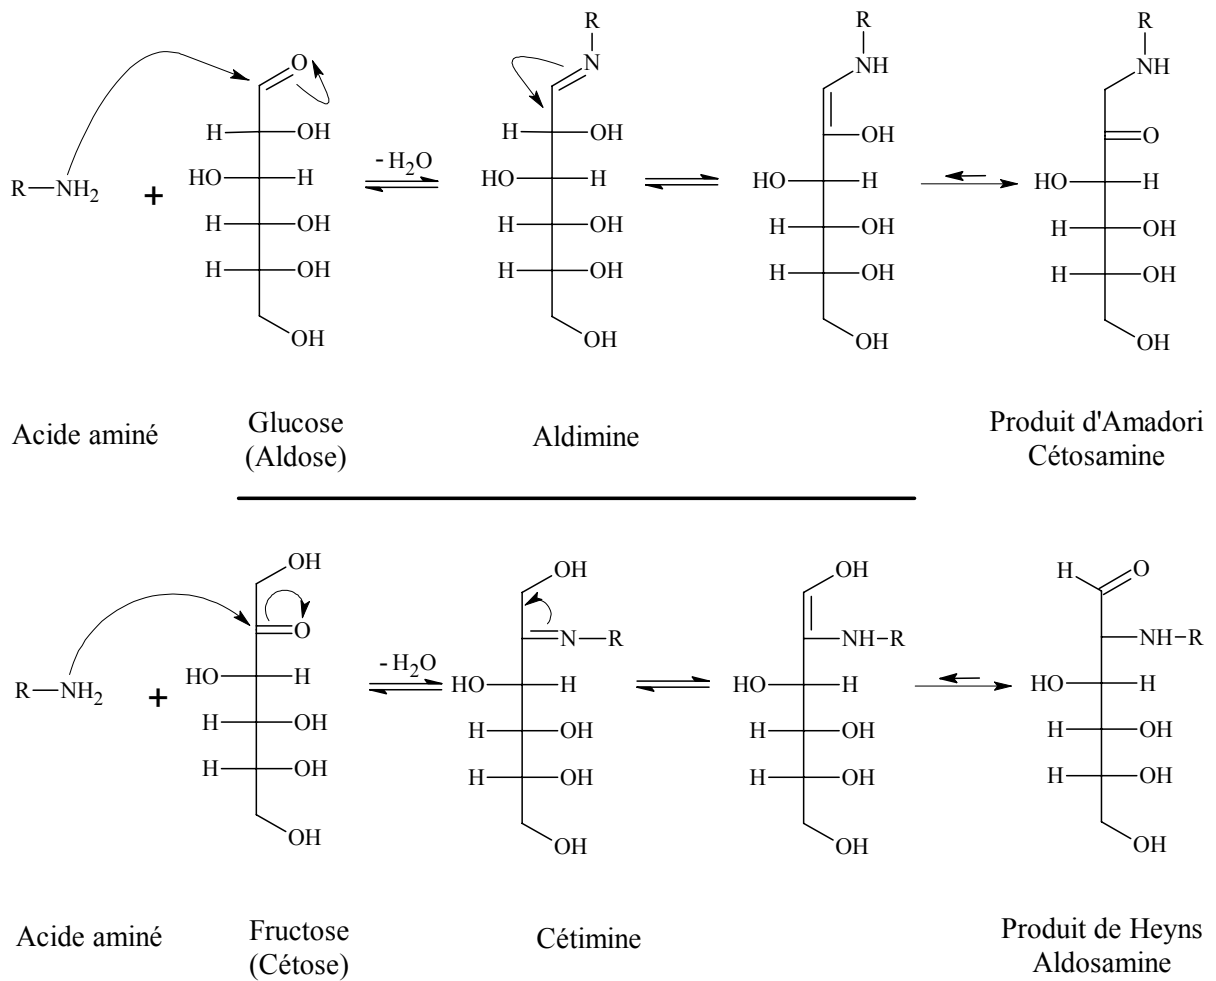 R
R
R
O
N
NH
NH
H OH
H OH
OH
O
-H2O
R NH2
+
HO H
HO H
HO H
HO H
H OH
H OH
H OH
H OH
H OH
H OH
H OH
H OH
OH
OH
OH
OH
Acide aminé
Glucose
(Aldose)
Aldimine
Produit d'Amadori
Cétosamine
OH
OH
OH
H O
O
N R
NH R
NH R
-H2O
R NH2
+
HO H
HO H
HO H
HO H
H OH
H OH
H OH
H OH
H OH
H OH
H OH
H OH
OH
OH
OH
OH
Acide aminé
Fructose
(Cétose)
Cétimine
Produit de Heyns
Aldosamine